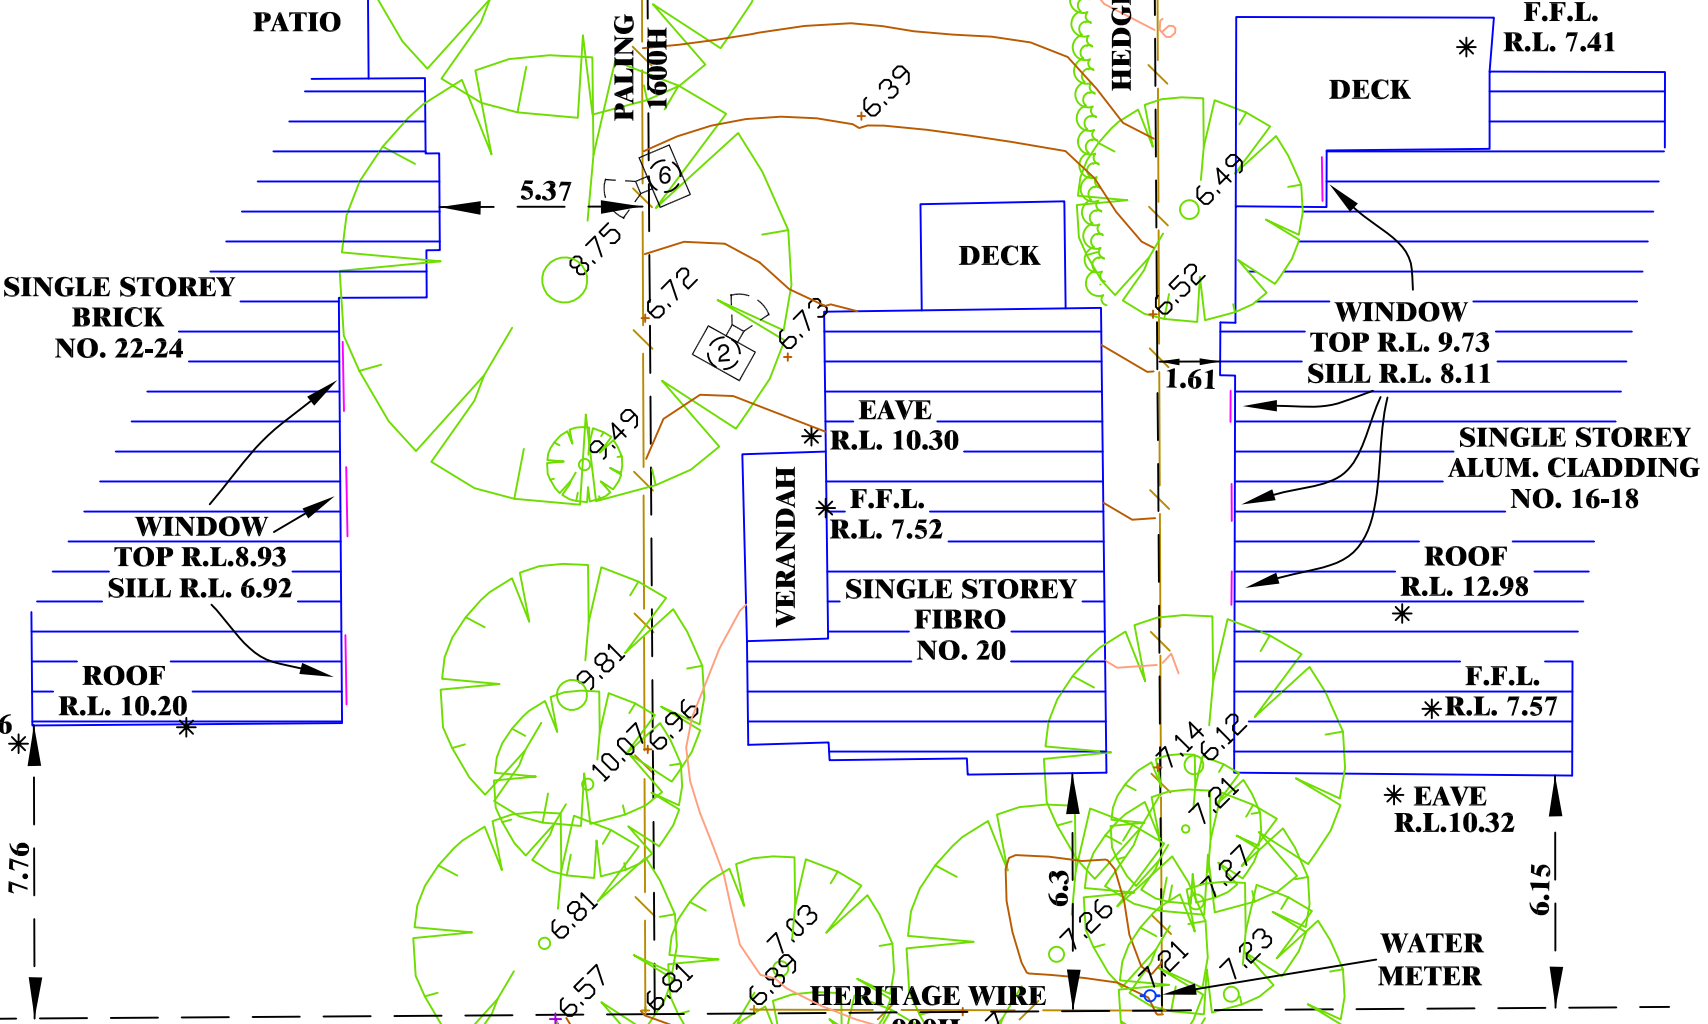 PATIO
PALING
1600H
HEDGE
6
F.F.L.
R.L. 7.41
DECK
6.39
(6)
5.37
6.49
8.75
DECK
SINGLE STOREY
BRICK
NO. 22-24
6.72
6.73
6.52
(2)
WINDOW
TOP R.L. 9.73
SILL R.L. 8.11
1.61
EAVE
R.L. 10.30
9.49
SINGLE STOREY
ALUM. CLADDING
NO. 16-18
VERANDAH
F.F.L.
R.L. 7.52
WINDOW
TOP R.L.8.93
SILL R.L. 6.92
ROOF
R.L. 12.98
SINGLE STOREY
FIBRO
NO. 20
9.81
ROOF
R.L. 10.20
F.F.L.
R.L. 7.57
6
10.07
6.96
7.14
6.12
EAVE
R.L.10.32
7.21
7.76
6.3
7.27
6.15
6.81
7.03
7.26
7.23
WATER
METER
6.57
6.81
6.89
7.21
HERITAGE WIRE